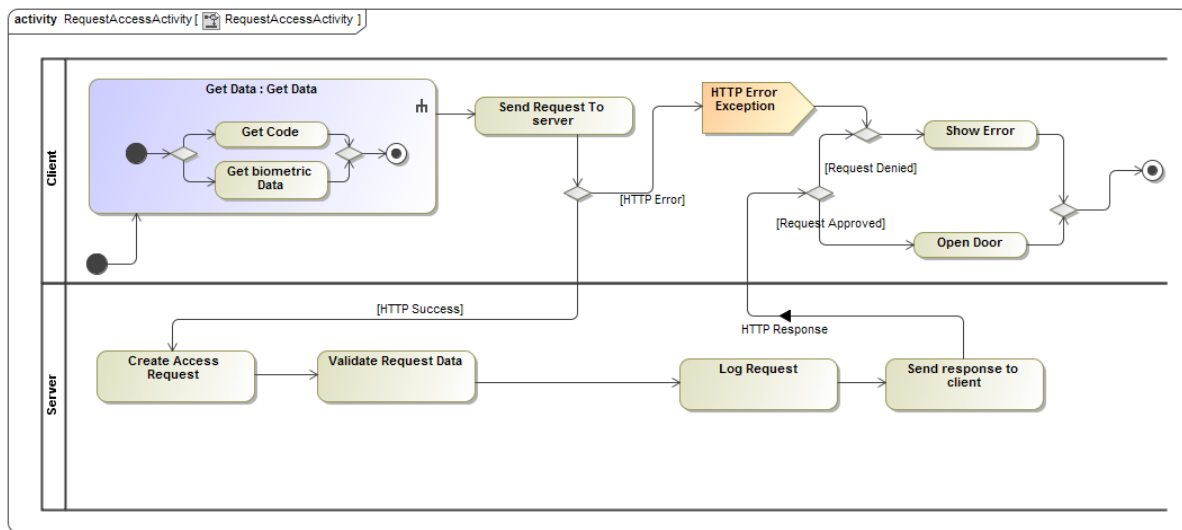 activity RequestAccessActivity [ RequestAccessActivity ]
Client
Get Data : Get Data
Get Code
Get biometric
Data
Send Request To
server
[HTTP Error]
HTTP Error
Exception
[Request Denied]
[Request Approved]
Show Error
Open Door
Server
[HTTP Success]
HTTP Response
Create Access
Request
Validate Request Data
Log Request
Send response to
client